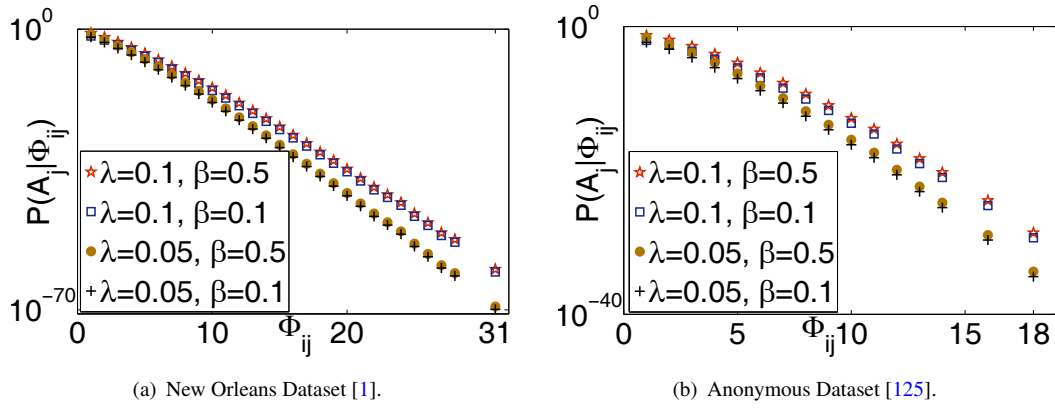 10^0
P(A_j|Φ_ij)
λ=0.1, β=0.5
λ=0.1, β=0.1
λ=0.05, β=0.5
λ=0.05, β=0.1
10^−70
0 10 20 31
Φ_ij
(a) New Orleans Dataset [1].
10^0
P(A_j|Φ_ij)
λ=0.1, β=0.5
λ=0.1, β=0.1
λ=0.05, β=0.5
λ=0.05, β=0.1
10^−40
0 5 10 15 18
Φ_ij
(b) Anonymous Dataset [125].